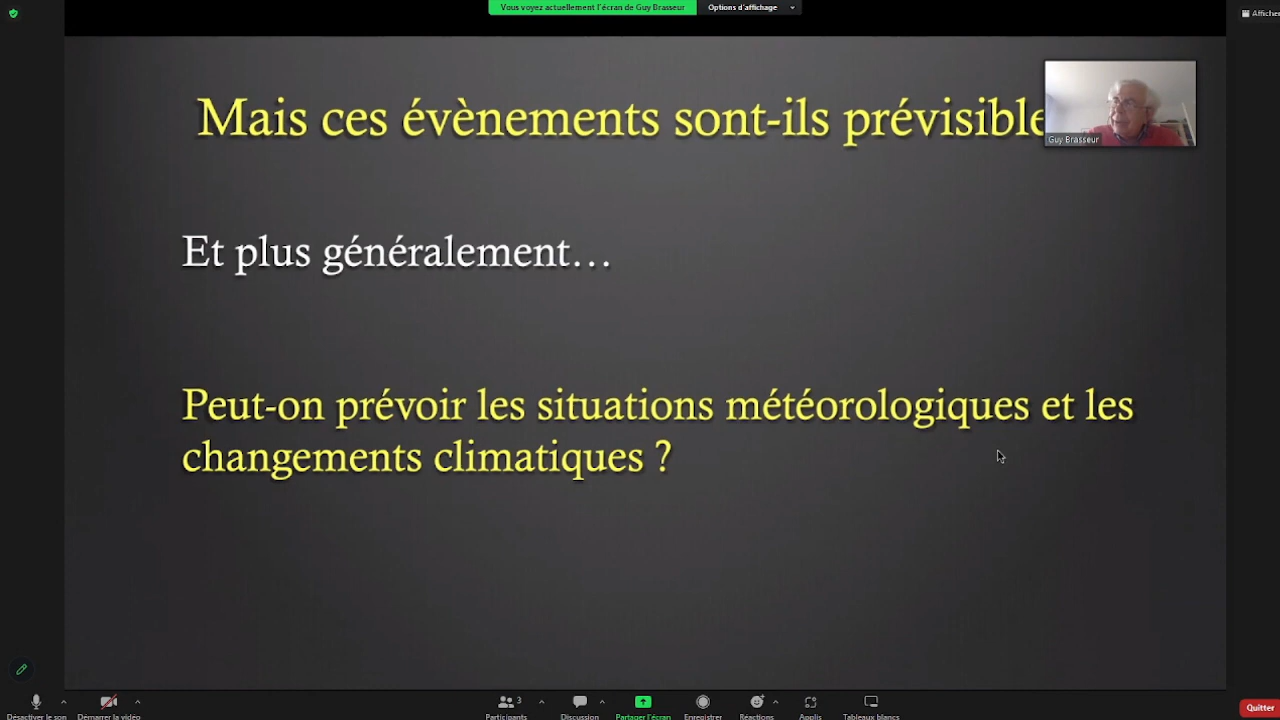 Vous voyez actuellement l'écran de Guy Brasseur
Options d'affichage
Afficher
Mais ces évènements sont-ils prévisible
Guy Brasseur
Et plus généralement…
Peut-on prévoir les situations météorologiques et les
changements climatiques ?
3
Désactiver le son
Démarrer la vidéo
Participants
Discussion
Partager l'écran
Enregistrer
Réactions
Applis
Tableaux blancs
Quitter